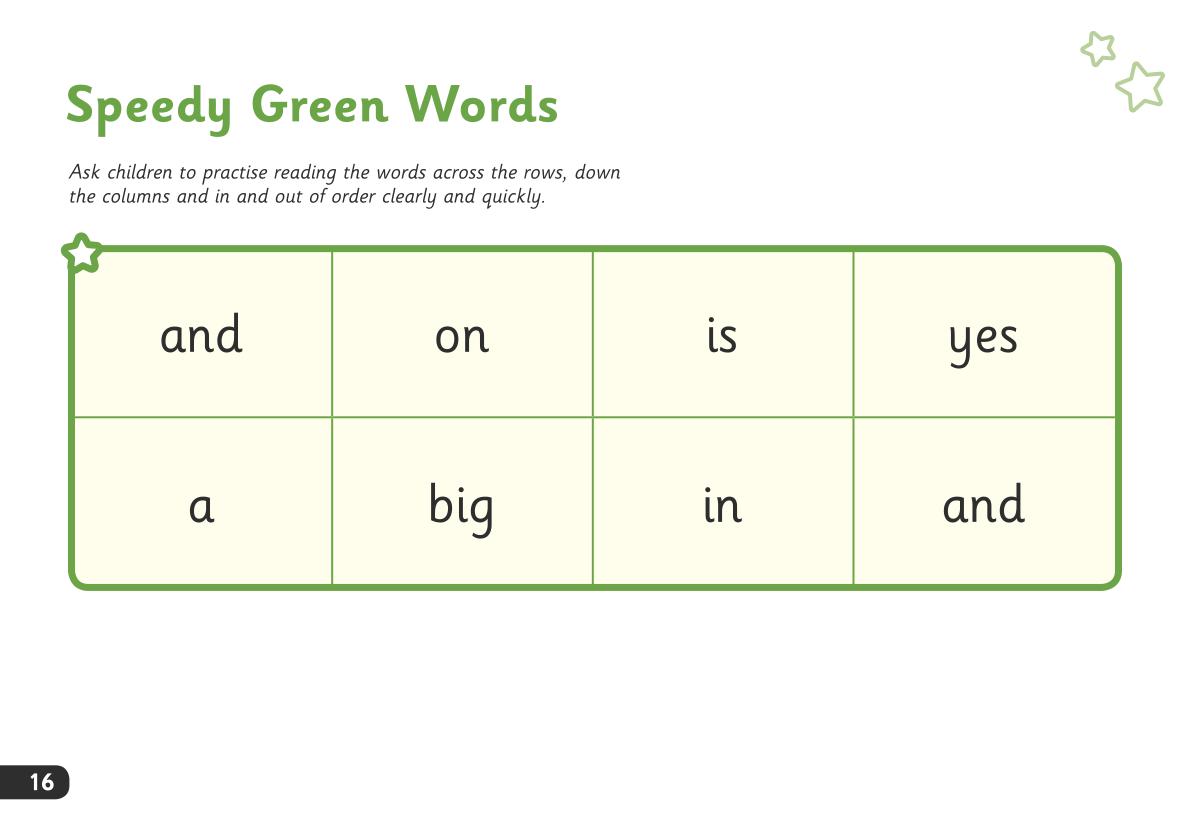 Speedy Green Words
Ask children to practise reading the words across the rows, down
the columns and in and out of order clearly and quickly.
and on is yes
a big in and
16